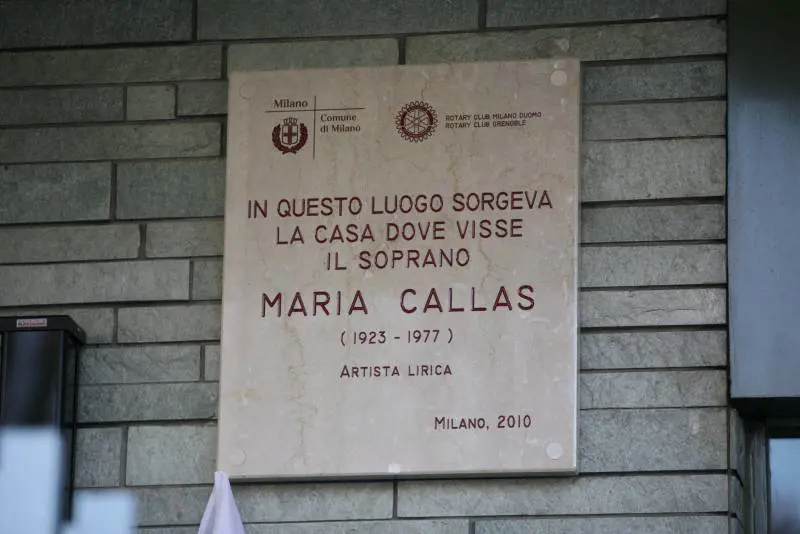 Milano
Comune
di Milano
ROTARY CLUB MILANO DUOMO
ROTARY CLUB GRENOBLE
IN QUESTO LUOGO SORGEVA
LA CASA DOVE VISSE
IL SOPRANO
MARIA CALLAS
( 1923 - 1977 )
ARTISTA LIRICA
MILANO, 2010